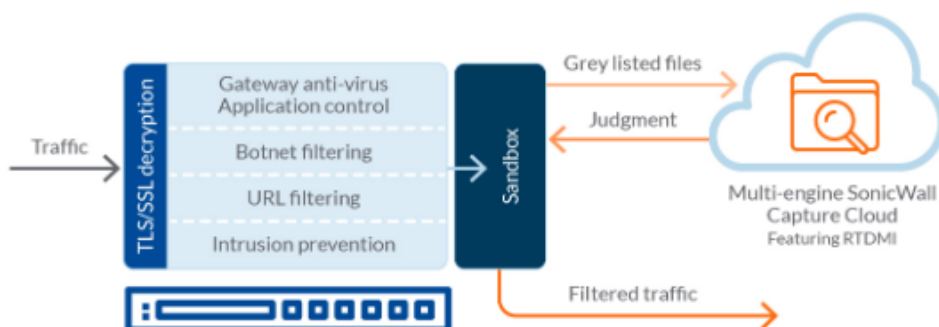 Traffic
TLS/SSL decryption
Gateway anti-virus
Application control
Botnet filtering
URL filtering
Intrusion prevention
Sandbox
Grey listed files
Judgment
Multi-engine SonicWall
Capture Cloud
Featuring RTDMI
Filtered traffic